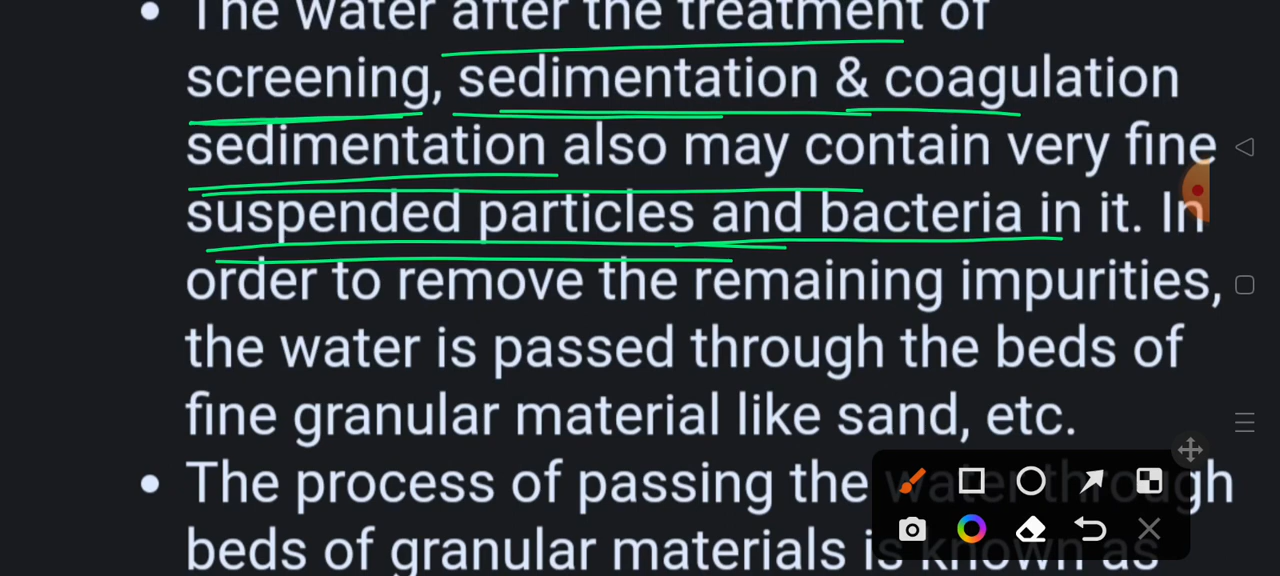 • The water after the treatment of
screening, sedimentation & coagulation
sedimentation also may contain very fine
suspended particles and bacteria in it. In
order to remove the remaining impurities,
the water is passed through the beds of
fine granular material like sand, etc.
• The process of passing the water through
beds of granular materials is known as